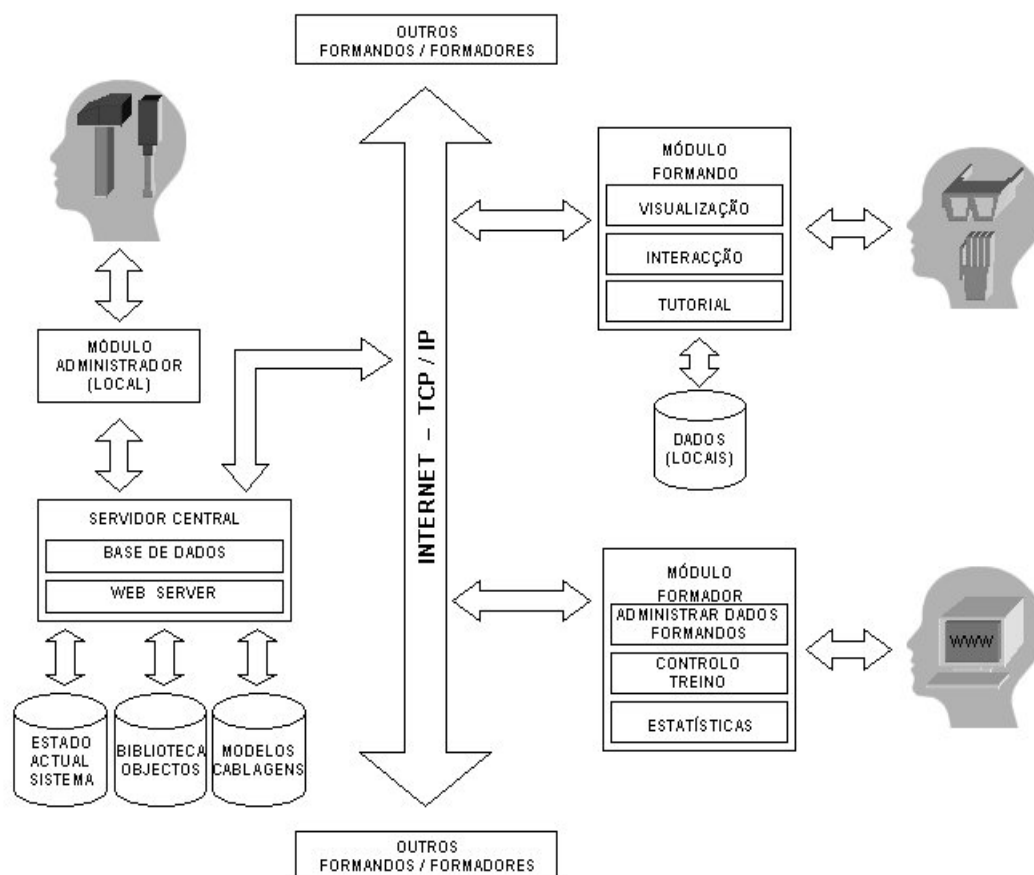 OUTROS
FORMANDOS / FORMADORES
MÓDULO
ADMINISTRADOR
(LOCAL)
SERVIDOR CENTRAL
BASE DE DADOS
WEB SERVER
ESTADO
ACTUAL
SISTEMA
BIBLIOTECA
OBJECTOS
MODELOS
CABLAGENS
INTERNET – TCP / IP
MÓDULO
FORMANDO
VISUALIZAÇÃO
INTERACÇÃO
TUTORIAL
DADOS
(LOCAIS)
MÓDULO
FORMADOR
ADMINISTRAR DADOS
FORMANDOS
CONTROLO
TREINO
ESTATÍSTICAS
WWW
OUTROS
FORMANDOS / FORMADORES